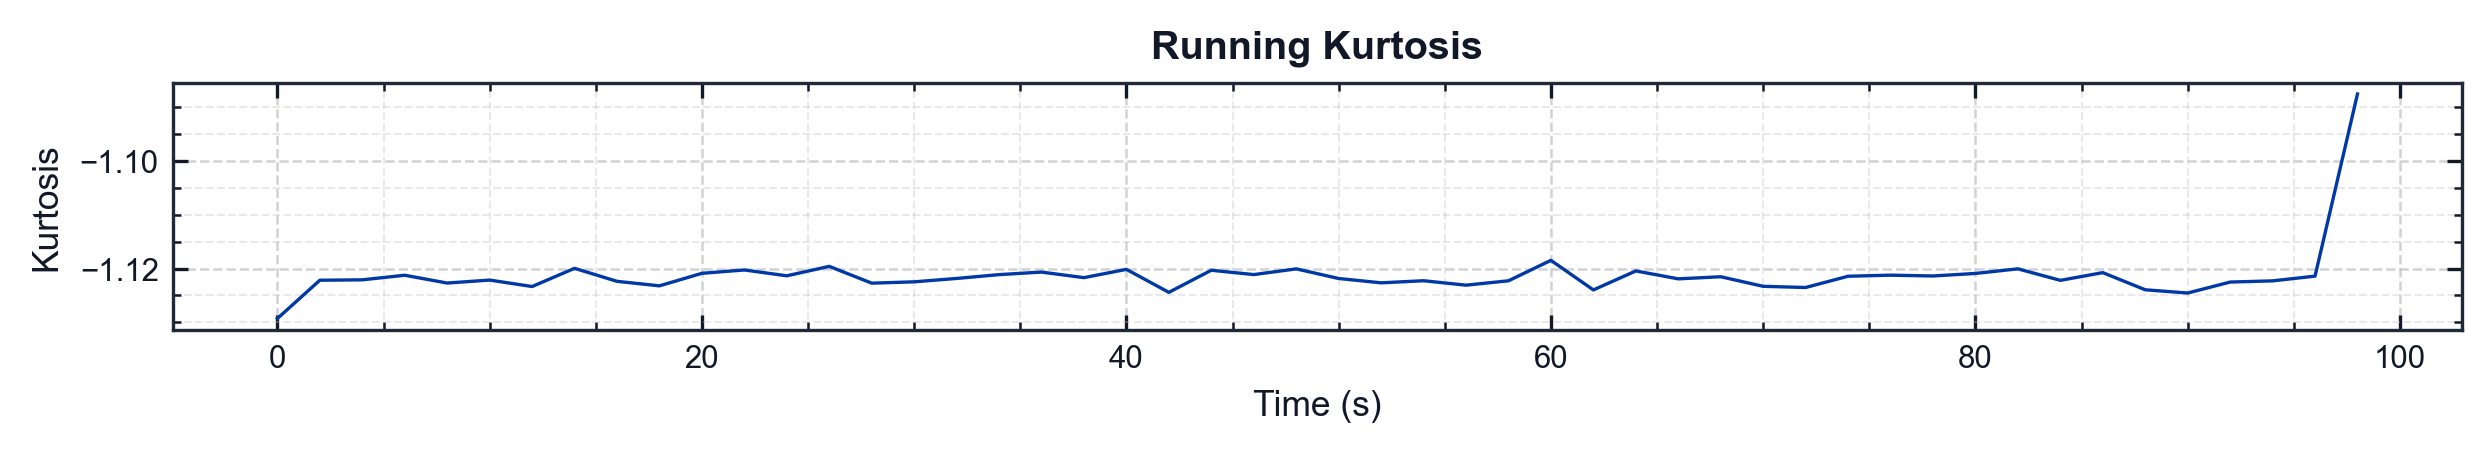 Running Kurtosis
Kurtosis
−1.10
−1.12
0 20 40 60 80 100
Time (s)